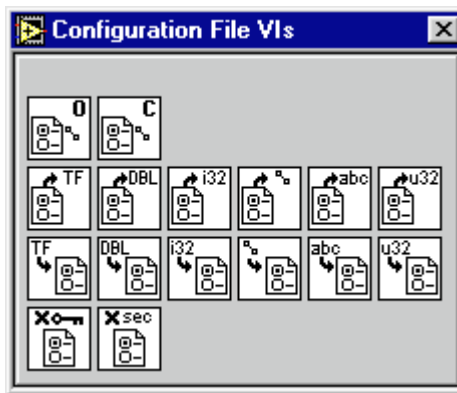 Configuration File VIs
O C
TF DBL i32 abc u32
TF DBL i32 abc u32
sec